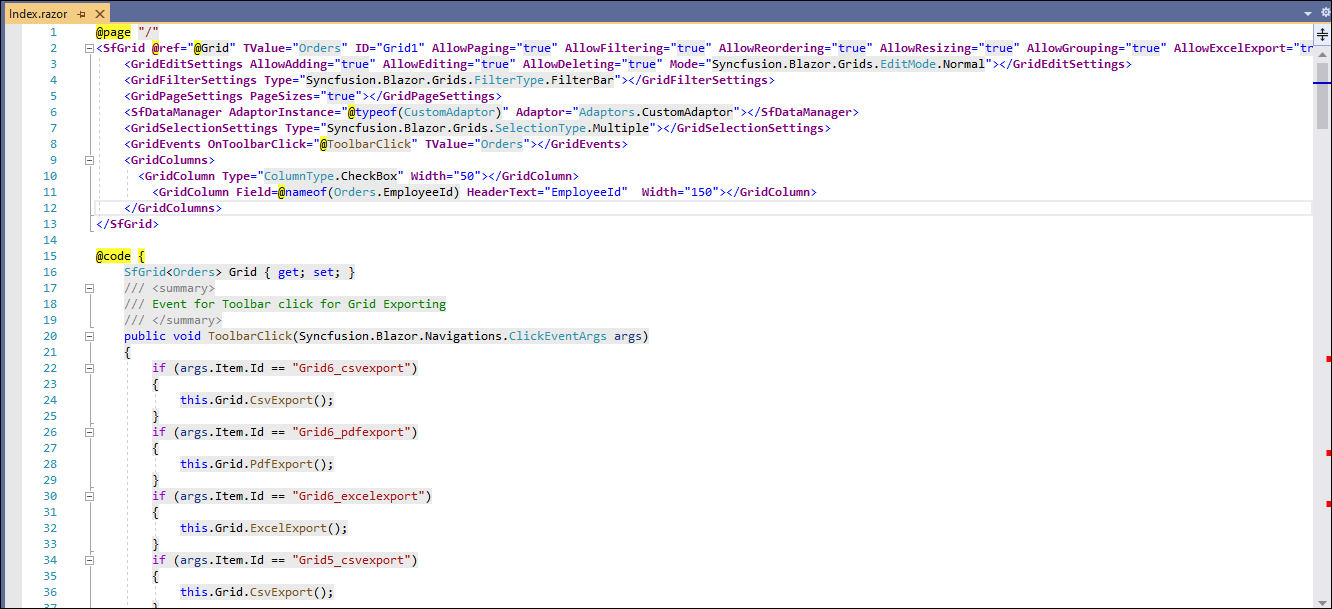 Index.razor
1 @page "/"
2 <SfGrid @ref="@Grid" TValue="Orders" ID="Grid1" AllowPaging="true" AllowFiltering="true" AllowReordering="true" AllowResizing="true" AllowGrouping="true" AllowExcelExport="tr
3 <GridEditSettings AllowAdding="true" AllowEditing="true" AllowDeleting="true" Mode="Syncfusion.Blazor.Grids.EditMode.Normal"></GridEditSettings>
4 <GridFilterSettings Type="Syncfusion.Blazor.Grids.FilterType.FilterBar"></GridFilterSettings>
5 <GridPageSettings PageSizes="true"></GridPageSettings>
6 <SfDataManager AdaptorInstance="@typeof(CustomAdaptor)" Adaptor="Adaptors.CustomAdaptor"></SfDataManager>
7 <GridSelectionSettings Type="Syncfusion.Blazor.Grids.SelectionType.Multiple"></GridSelectionSettings>
8 <GridEvents OnToolbarClick="@ToolbarClick" TValue="Orders"></GridEvents>
9 <GridColumns>
10 <GridColumn Type="ColumnType.CheckBox" Width="50"></GridColumn>
11 <GridColumn Field=@nameof(Orders.EmployeeId) HeaderText="EmployeeId" Width="150"></GridColumn>
12 </GridColumns>
13 </SfGrid>
14
15 @code {
16 SfGrid<Orders> Grid { get; set; }
17 /// <summary>
18 /// Event for Toolbar click for Grid Exporting
19 /// </summary>
20 public void ToolbarClick(Syncfusion.Blazor.Navigations.ClickEventArgs args)
21 {
22 if (args.Item.Id == "Grid6_csvexport")
23 {
24 this.Grid.CsvExport();
25 }
26 if (args.Item.Id == "Grid6_pdfexport")
27 {
28 this.Grid.PdfExport();
29 }
30 if (args.Item.Id == "Grid6_excelexport")
31 {
32 this.Grid.ExcelExport();
33 }
34 if (args.Item.Id == "Grid5_csvexport")
35 {
36 this.Grid.CsvExport();
37 }